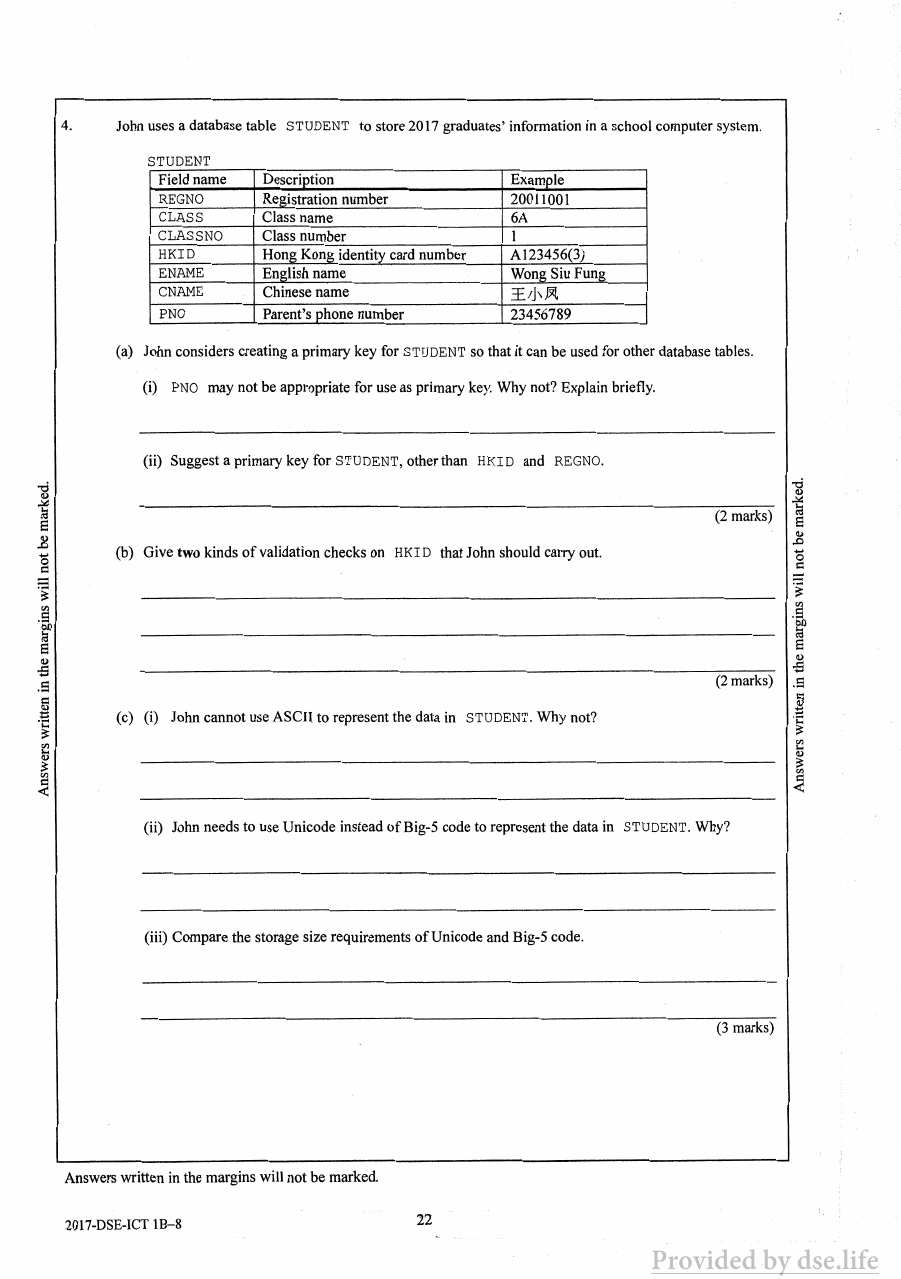 4. John uses a database table STUDENT to store 2017 graduates' information in a school computer system.
STUDENT
Field name Description Example
REGNO Registration number 20011001
CLASS Class name 6A
CLASSNO Class number 1
HKID Hong Kong identity card number A123456(3)
ENAME English name Wong Siu Fung
CNAME Chinese name 王小凤
PNO Parent's phone number 23456789
(a) John considers creating a primary key for STUDENT so that it can be used for other database tables.
(i) PNO may not be appropriate for use as primary key. Why not? Explain briefly.
(ii) Suggest a primary key for STUDENT, other than HKID and REGNO.
(2 marks)
(b) Give two kinds of validation checks on HKID that John should carry out.
(2 marks)
(c) (i) John cannot use ASCII to represent the data in STUDENT. Why not?
(ii) John needs to use Unicode instead of Big-5 code to represent the data in STUDENT. Why?
(iii) Compare the storage size requirements of Unicode and Big-5 code.
(3 marks)
Answers written in the margins will not be marked.
Answers written in the margins will not be marked.
Answers written in the margins will not be marked.
2017-DSE-ICT 1B–8
22
Provided by dse.life